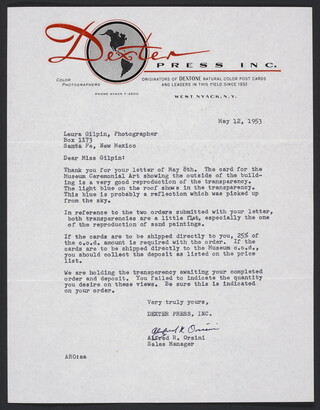 Dexter
PRESS INC.
COLOR
PHOTOGRAPHERS
ORIGINATORS OF DEXTONE NATURAL COLOR POST CARDS
AND LEADERS IN THIS FIELD SINCE 1932
WEST NYACK, N.Y.
May 12, 1953
Laura Gilpin, Photographer
Box 1173
Santa Fe, New Mexico
Dear Miss Gilpin:
Thank you for your letter of May 8th. The card for the
Museum Ceremonial Art showing the outside of the build-
ing is a very good reproduction of the transparency.
The light blue on the roof shows in the transparency.
This blue is probably a reflection which was picked up
from the sky.
In reference to the two orders submitted with your letter,
both transparencies are a little flat, especially the one
of the reproduction of sand paintings.
If the cards are to be shipped directly to you, 25% of
the c.o.d. amount is required with the order. If the
cards are to be shipped directly to the Museum c.o.d.,
you should collect the deposit as listed on the price
list.
We are holding the transparency awaiting your completed
order and deposit. You failed to indicate the quantity
you desire on these views. Be sure this is indicated
on your order.
Very truly yours,
DEXTER PRESS, INC.
Alfred R. Orsini
Alfred R. Orsini
Sales Manager
ARO:ma